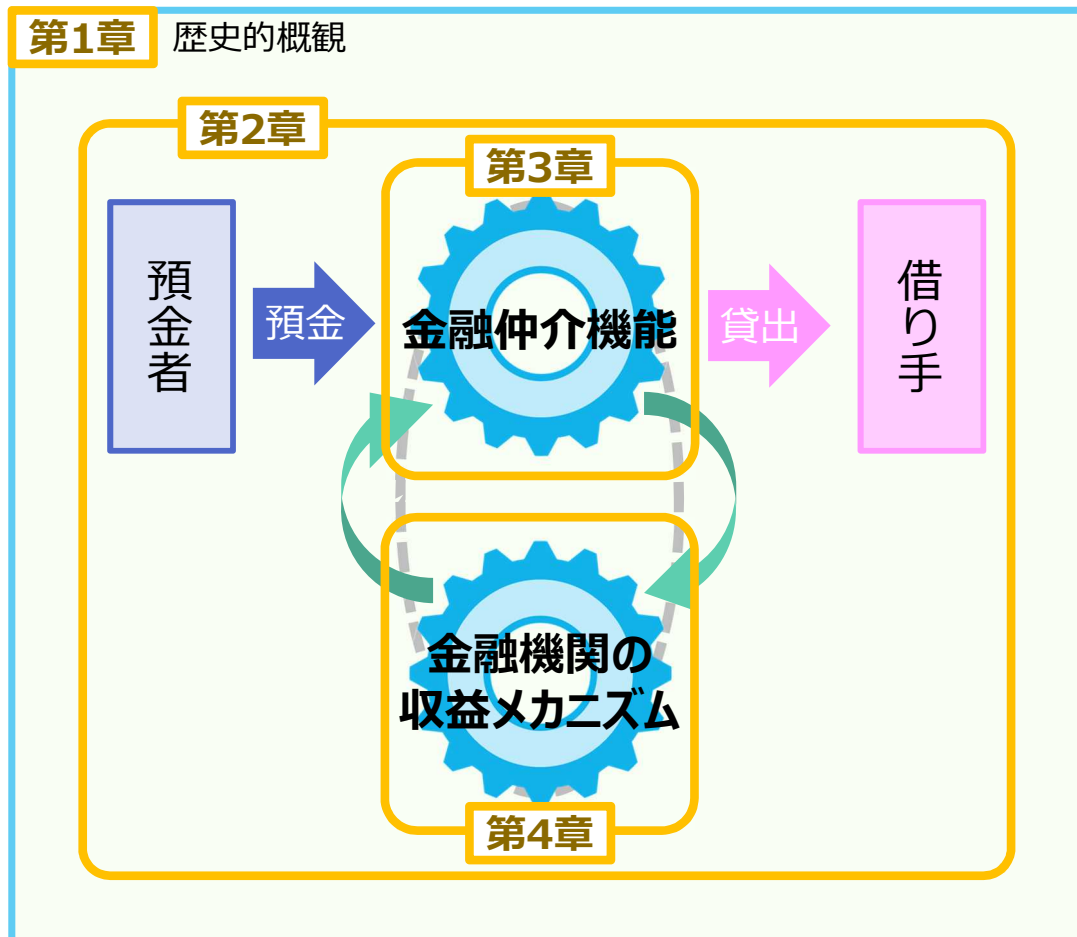 第1章 歴史的概観
第2章
第3章
預金者
預金
金融仲介機能
貸出
借り手
金融機関の
収益メカニズム
第4章